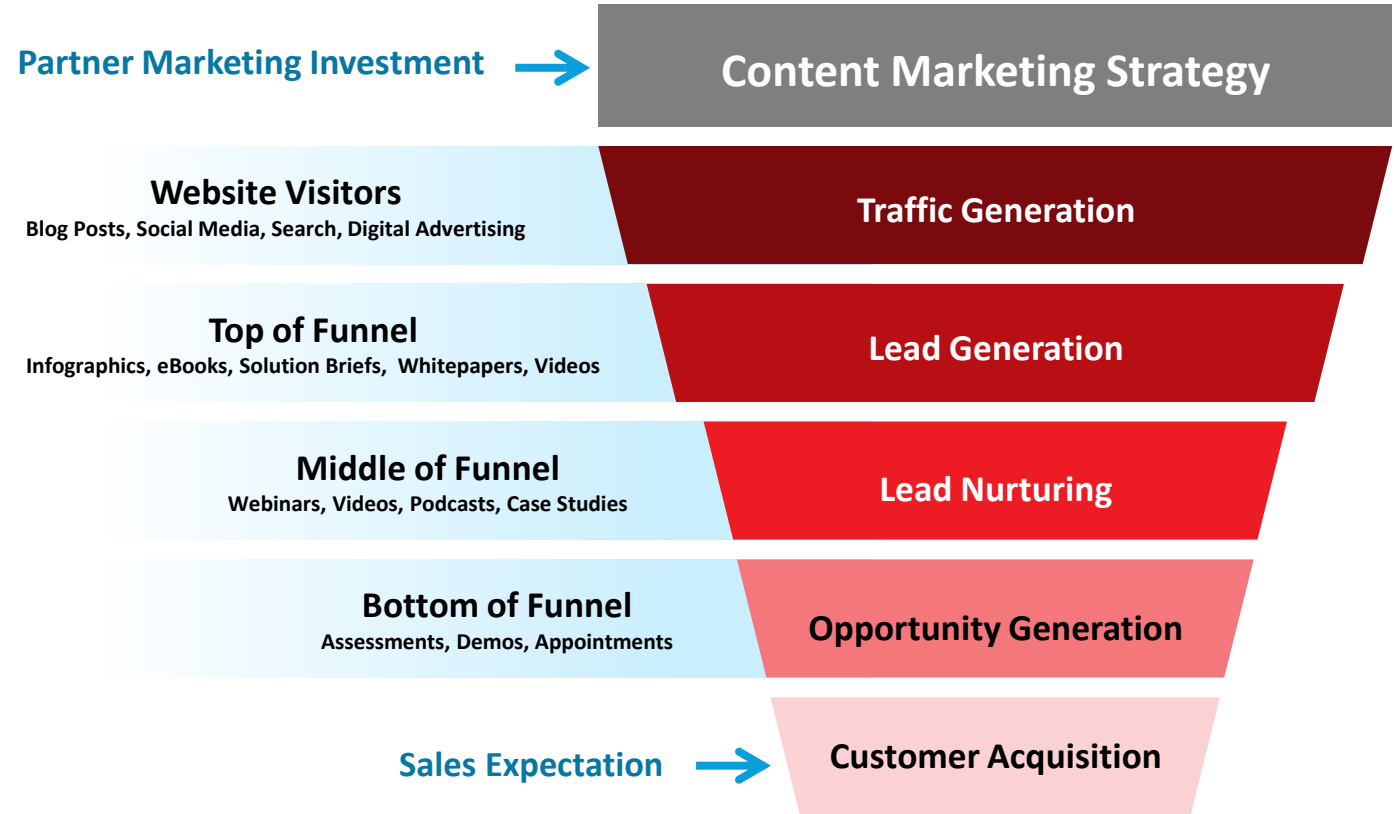 Partner Marketing Investment
Content Marketing Strategy
Website Visitors
Blog Posts, Social Media, Search, Digital Advertising
Traffic Generation
Top of Funnel
Infographics, eBooks, Solution Briefs,  Whitepapers, Videos
Lead Generation
Middle of Funnel
Webinars, Videos, Podcasts, Case Studies
Lead Nurturing
Bottom of Funnel
Assessments, Demos, Appointments
Opportunity Generation
Sales Expectation
Customer Acquisition